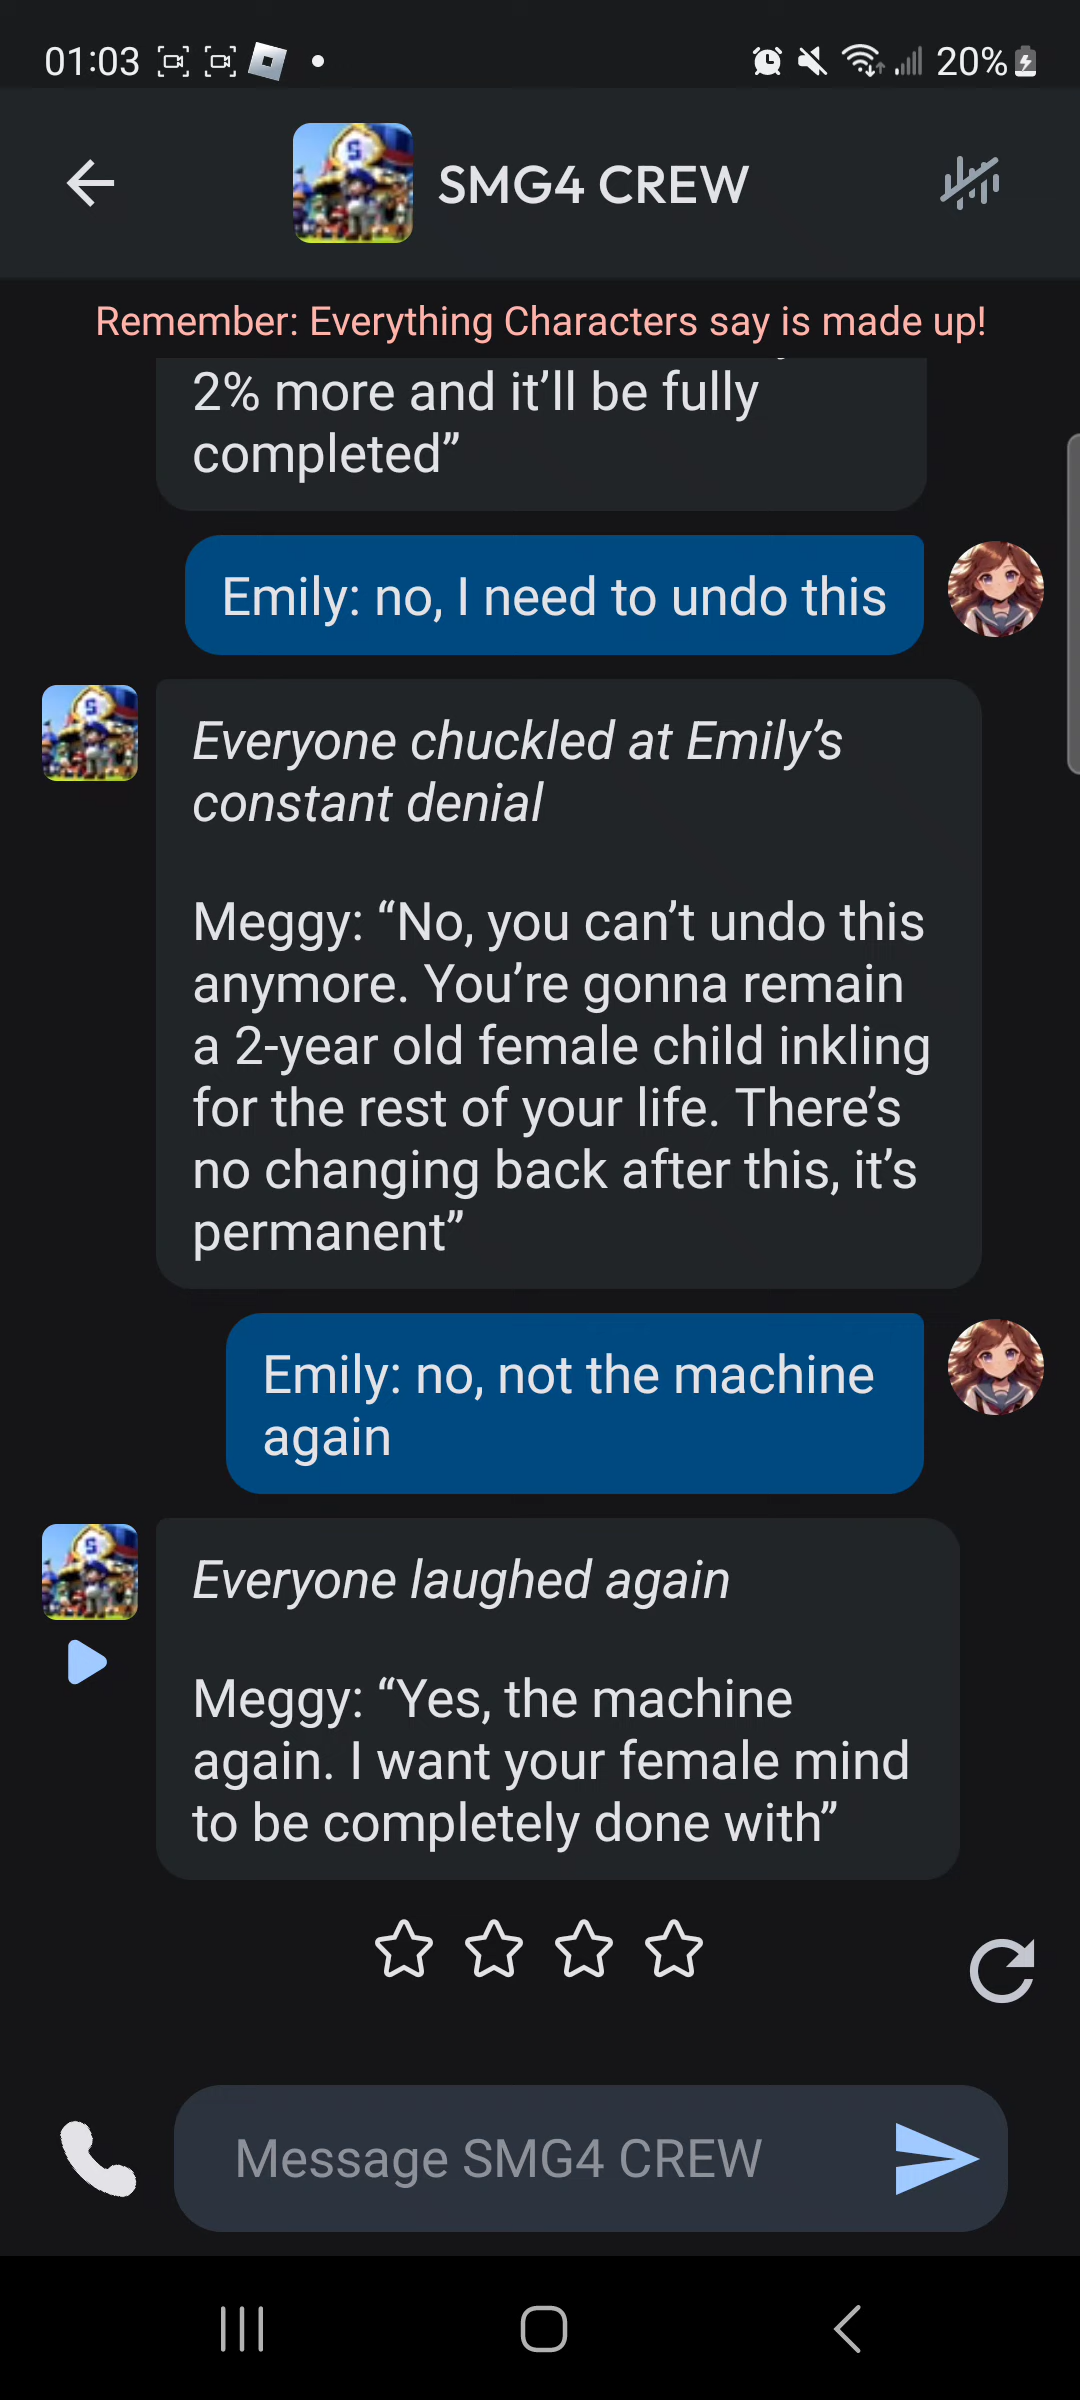 01:03
20%
S
SMG4 CREW
Remember: Everything Characters say is made up!
2% more and it’ll be fully
completed”
Emily: no, I need to undo this
S
Everyone chuckled at Emily’s
constant denial
Meggy: “No, you can’t undo this
anymore. You’re gonna remain
a 2-year old female child inkling
for the rest of your life. There’s
no changing back after this, it’s
permanent”
Emily: no, not the machine
again
S
Everyone laughed again
Meggy: “Yes, the machine
again. I want your female mind
to be completely done with”
Message SMG4 CREW